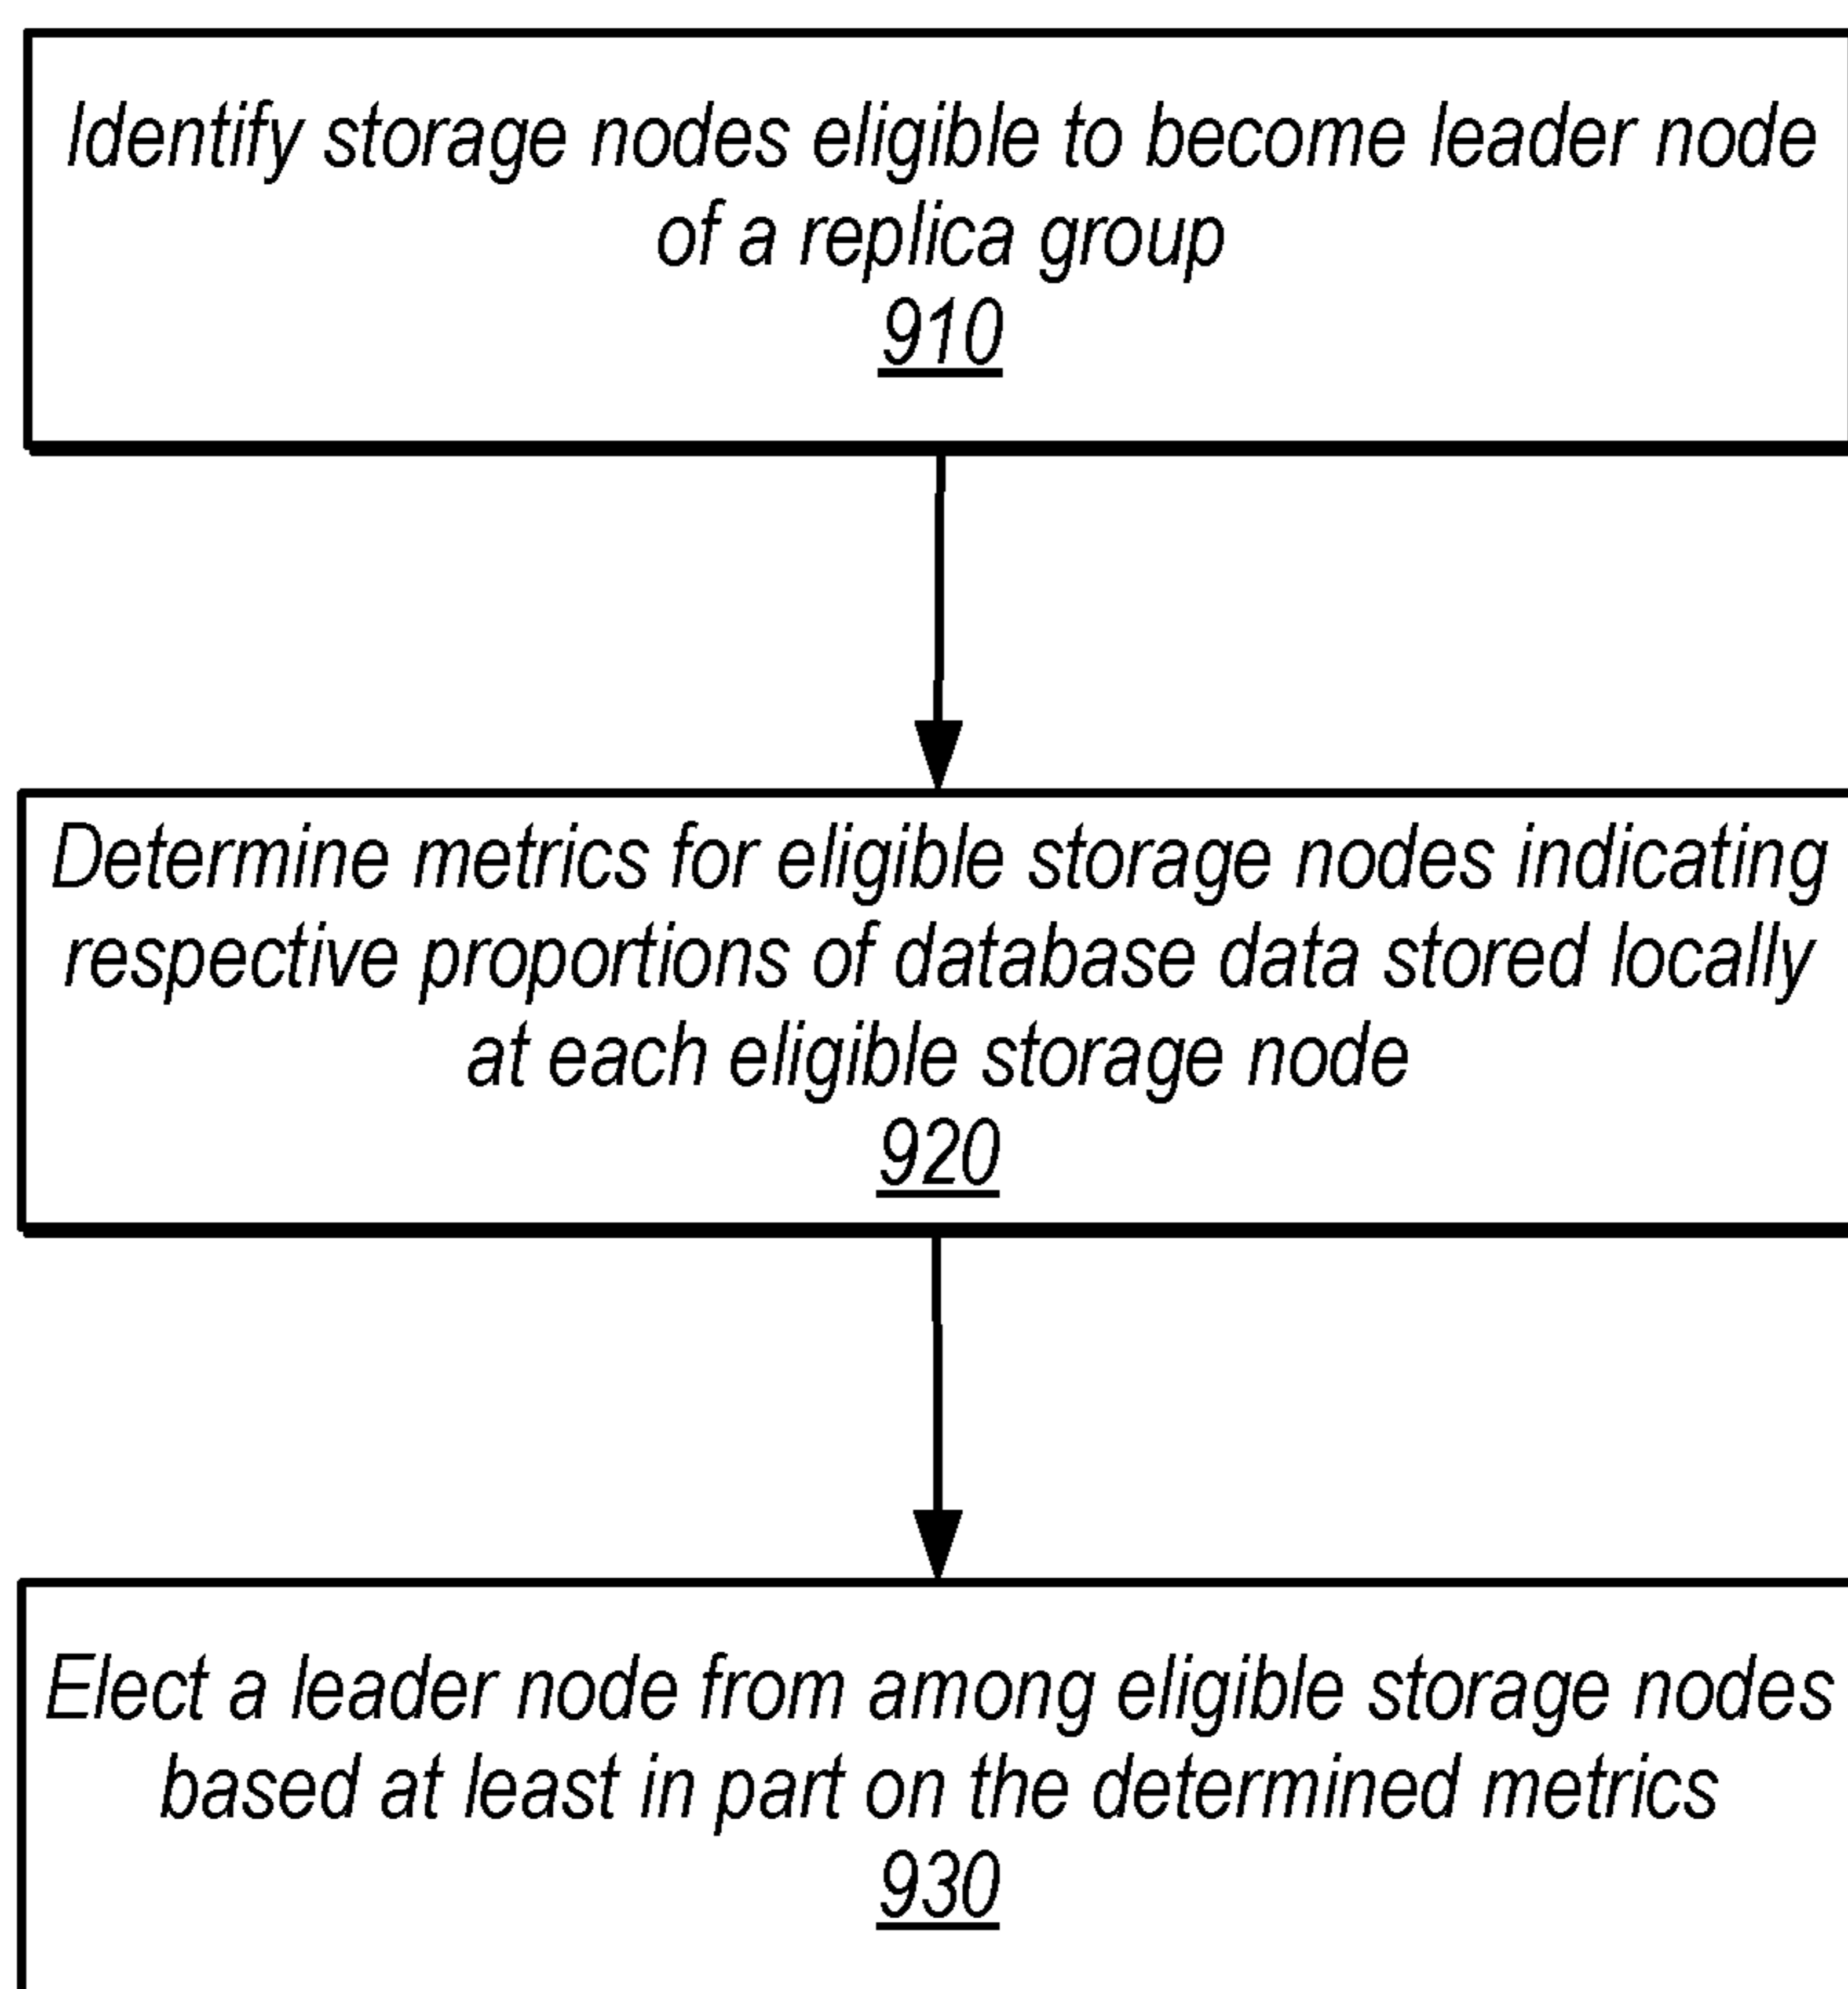 Identify storage nodes eligible to become leader node
of a replica group
910
Determine metrics for eligible storage nodes indicating
respective proportions of database data stored locally
at each eligible storage node
920
Elect a leader node from among eligible storage nodes
based at least in part on the determined metrics
930